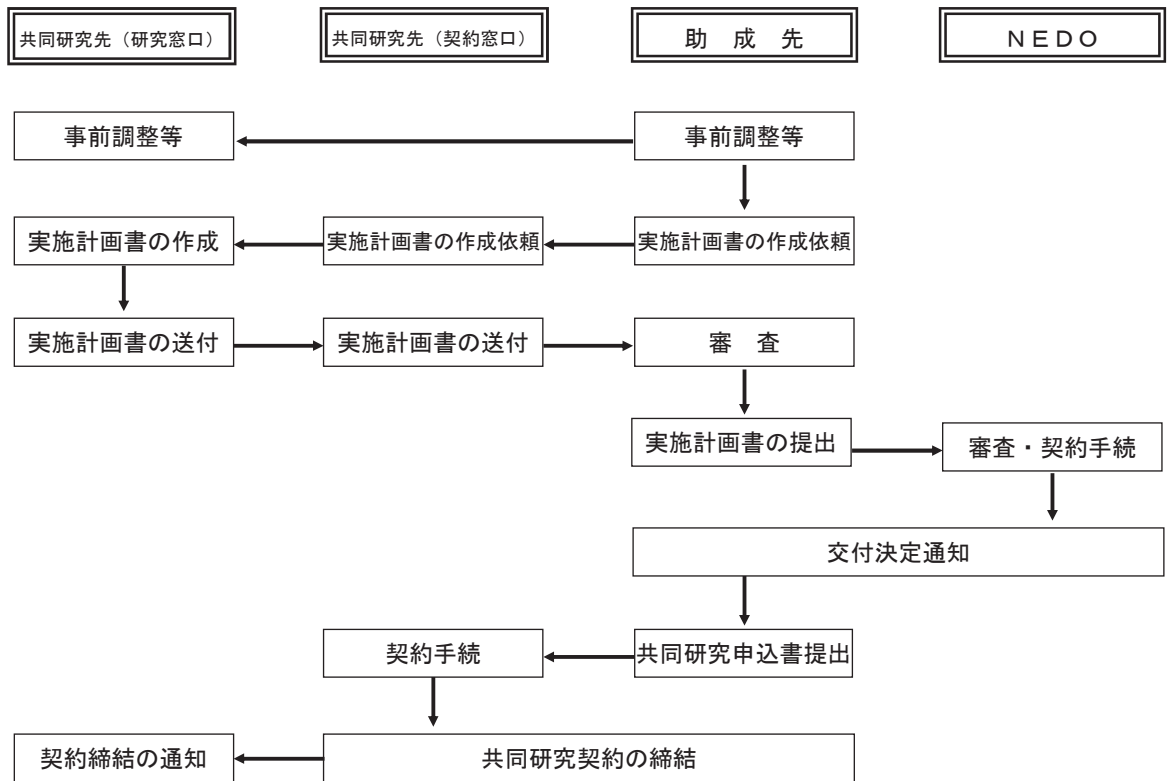 共同研究先（研究窓口）
共同研究先（契約窓口）
助　成　先
ＮＥＤＯ
事前調整等
事前調整等
実施計画書の作成
実施計画書の作成依頼
実施計画書の作成依頼
実施計画書の送付
実施計画書の送付
審　査
実施計画書の提出
審査・契約手続
交付決定通知
契約手続
共同研究申込書提出
契約締結の通知
共同研究契約の締結